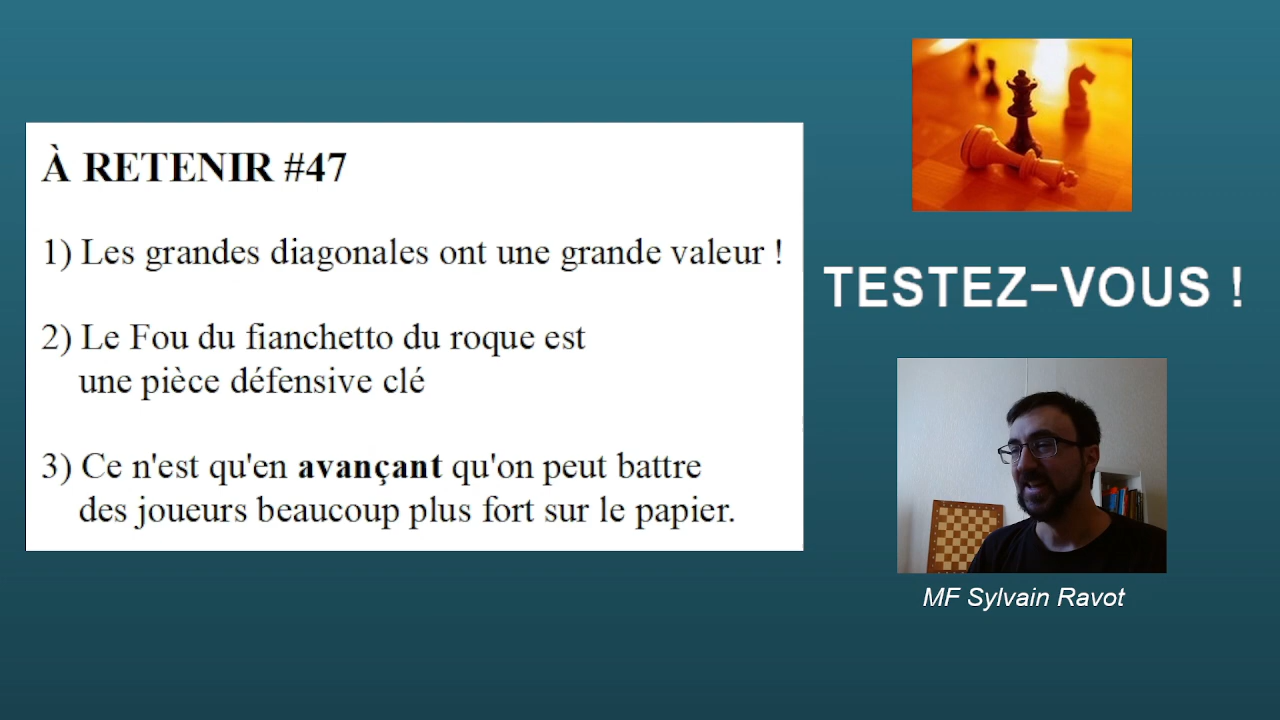 À RETENIR #47
1) Les grandes diagonales ont une grande valeur !
2) Le Fou du fianchetto du roque est
une pièce défensive clé
3) Ce n'est qu'en avançant qu'on peut battre
des joueurs beaucoup plus fort sur le papier.
TESTEZ-VOUS !
MF Sylvain Ravot